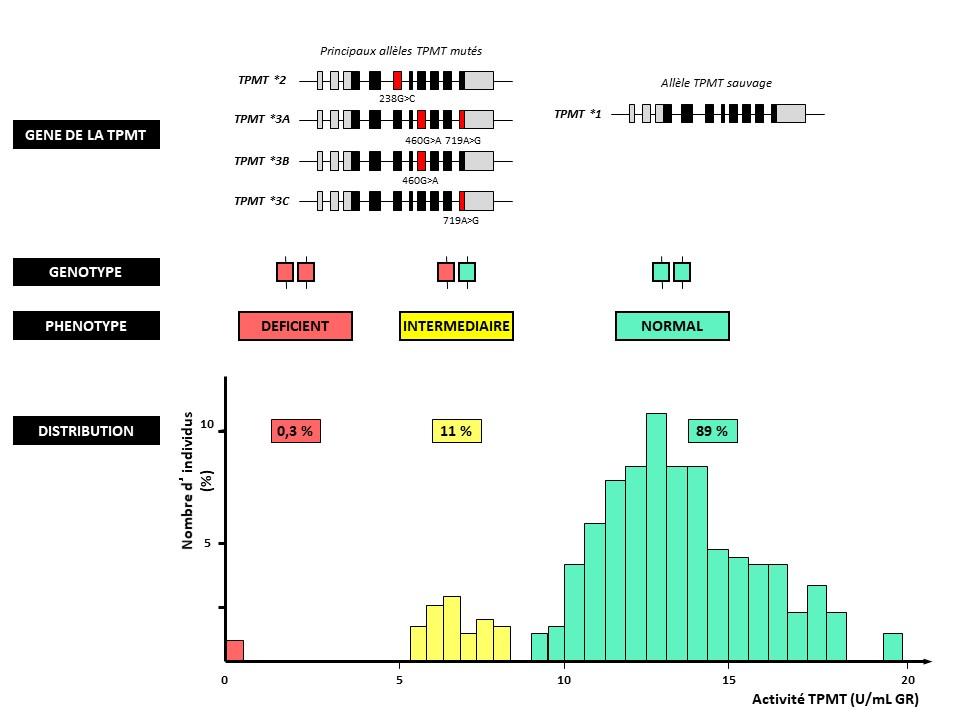 Principaux allèles TPMT mutés
TPMT *2
238G>C
Allèle TPMT sauvage
TPMT *1
GENE DE LA TPMT
TPMT *3A
460G>A 719A>G
TPMT *3B
460G>A
TPMT *3C
719A>G
GENOTYPE
PHENOTYPE
DEFICIENT
INTERMEDIAIRE
NORMAL
DISTRIBUTION
0,3 %
11 %
89 %
Nombre d' individus
(%)
10
5
0
5
10
15
20
Activité TPMT (U/mL GR)